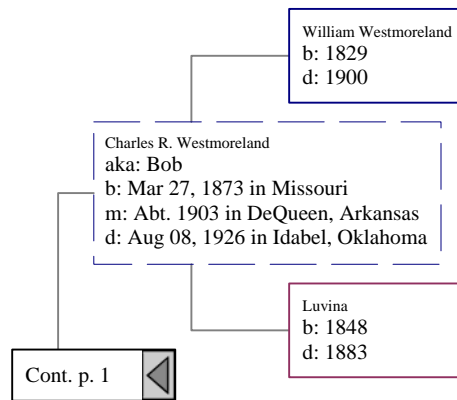 William Westmoreland
b: 1829
d: 1900
Charles R. Westmoreland
aka: Bob
b: Mar 27, 1873 in Missouri
m: Abt. 1903 in DeQueen, Arkansas
d: Aug 08, 1926 in Idabel, Oklahoma
Luvina
b: 1848
d: 1883
Cont. p. 1